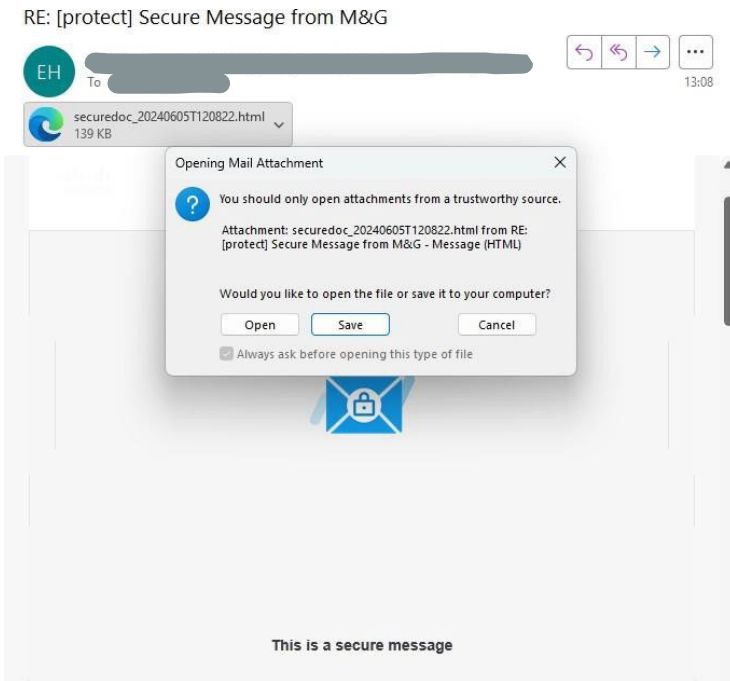 RE: [protect] Secure Message from M&G
EH
To
13:08
securedoc_20240605T120822.html
139 KB
Opening Mail Attachment
You should only open attachments from a trustworthy source.
Attachment: securedoc_20240605T120822.html from RE:
[protect] Secure Message from M&G - Message (HTML)
Would you like to open the file or save it to your computer?
Open Save Cancel
Always ask before opening this type of file
This is a secure message